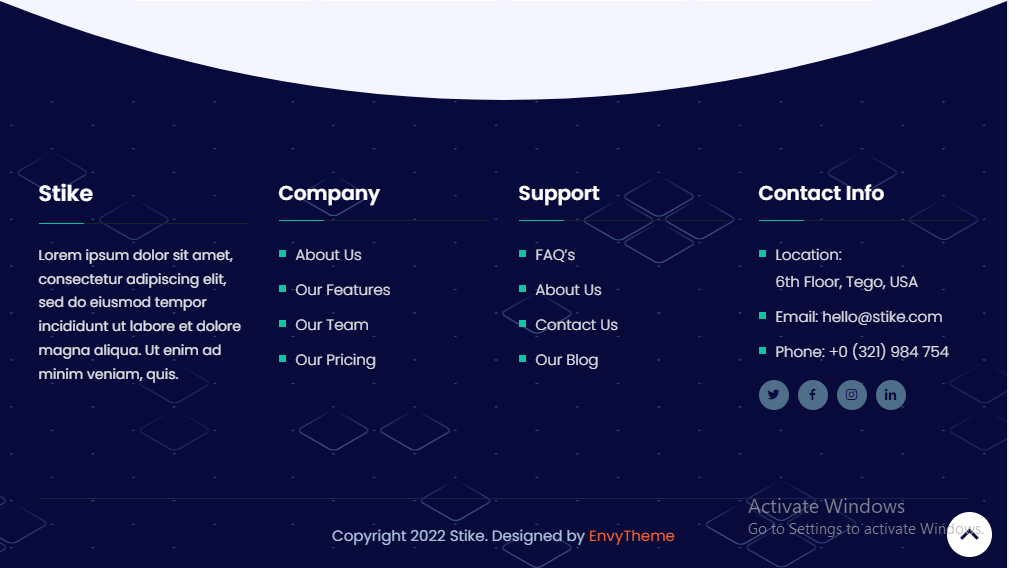 Stike
Lorem ipsum dolor sit amet,
consectetur adipiscing elit,
sed do eiusmod tempor
incididunt ut labore et dolore
magna aliqua. Ut enim ad
minim veniam, quis.
Company
About Us
Our Features
Our Team
Our Pricing
Support
FAQ's
About Us
Contact Us
Our Blog
Contact Info
Location:
6th Floor, Tego, USA
Email: hello@stike.com
Phone: +0 (321) 984 754
Copyright 2022 Stike. Designed by EnvyTheme
Activate Windows
Go to Settings to activate Windows.